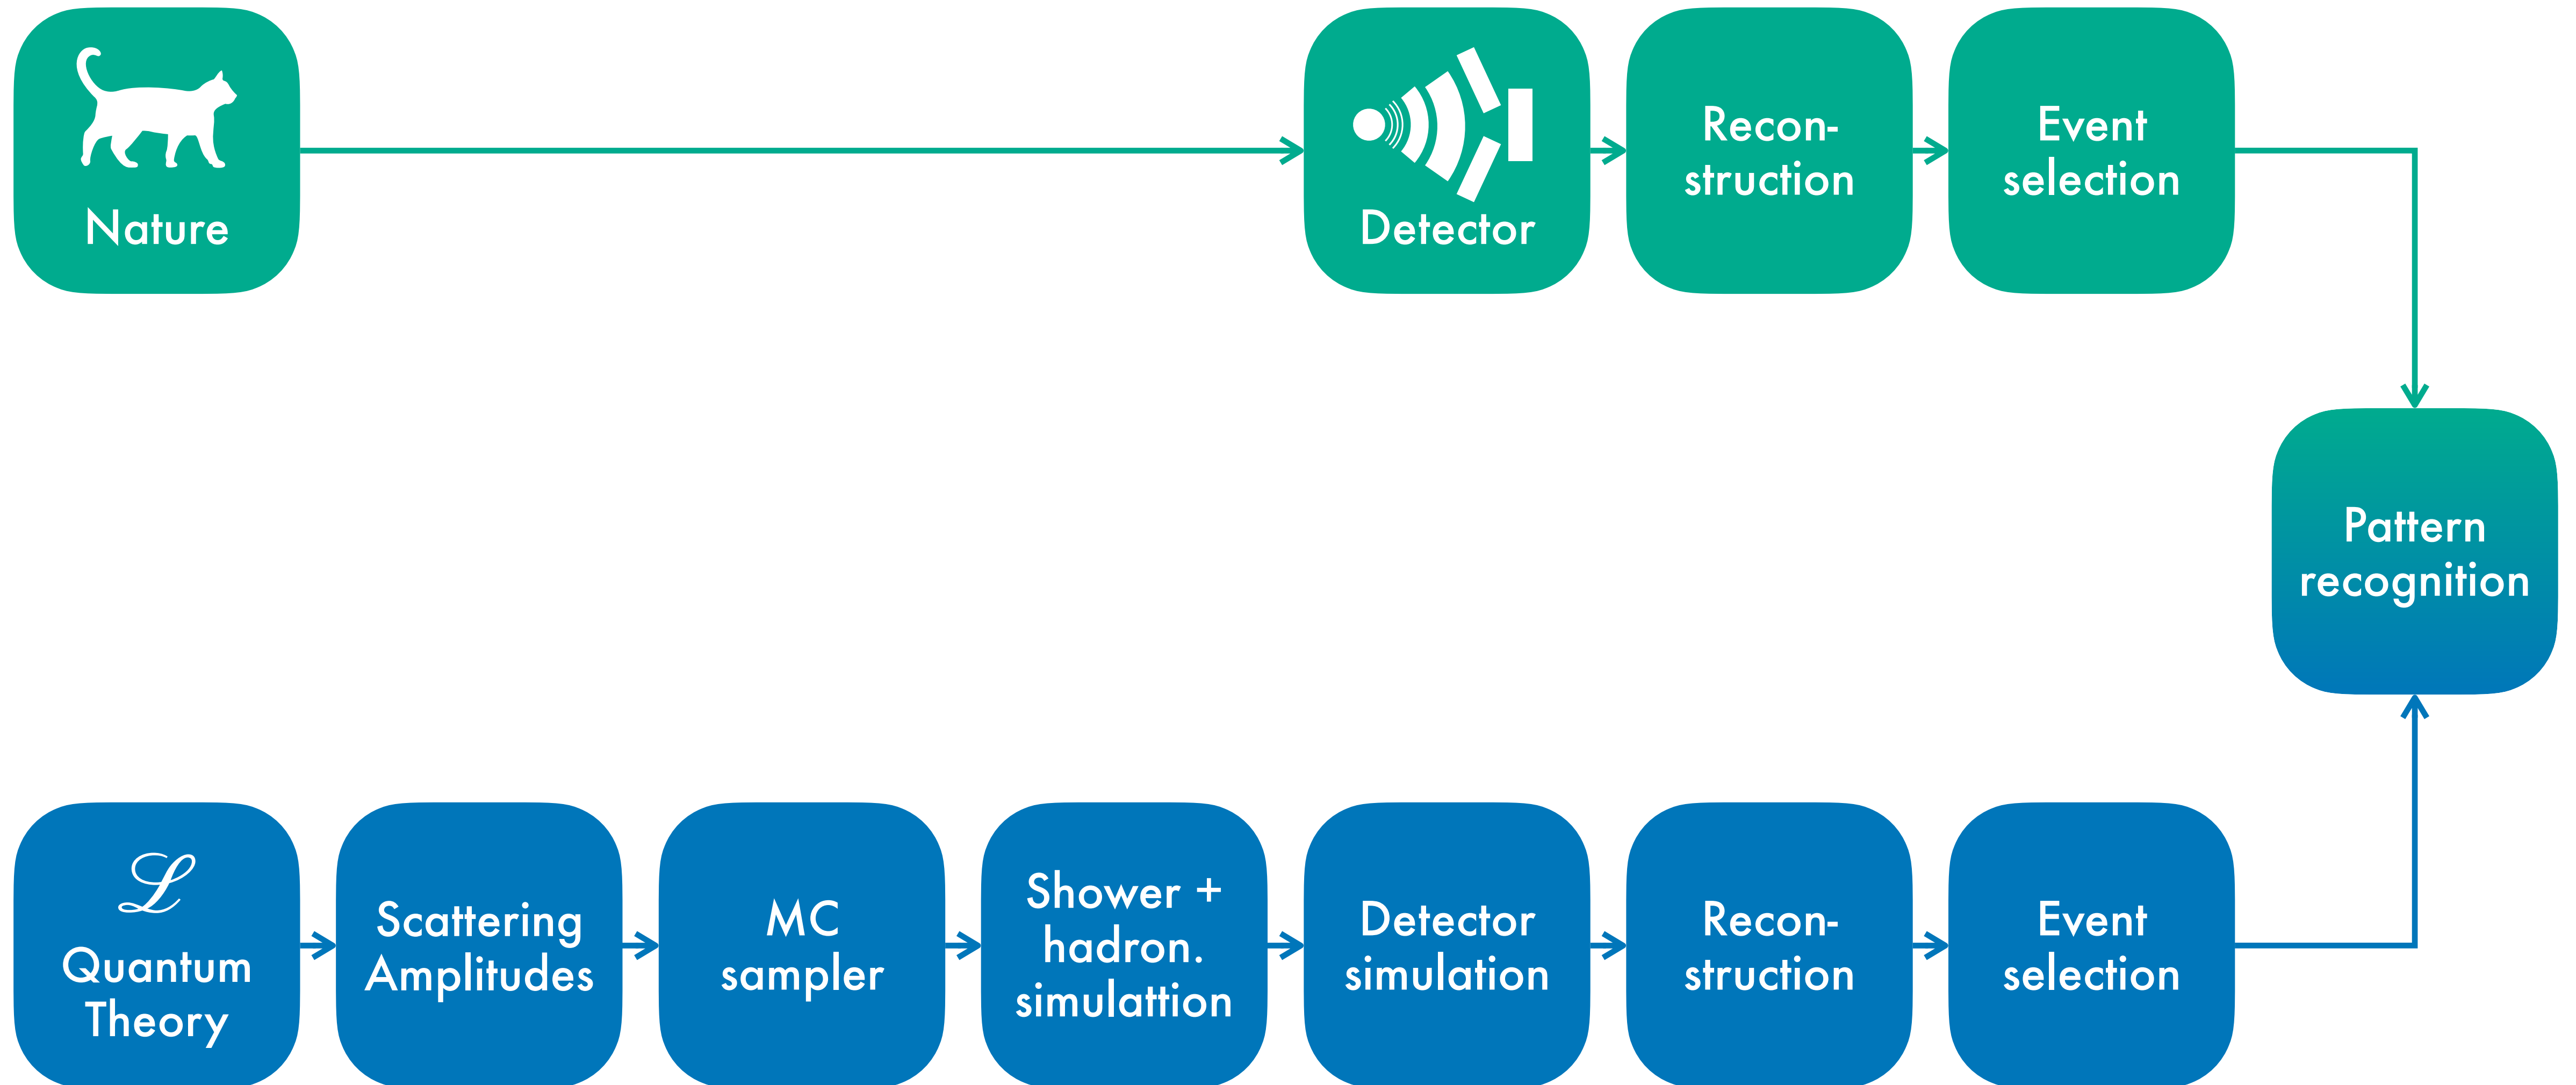 Nature
Detector
Recon-
struction
Event
selection
Pattern
recognition
ℒ
Quantum
Theory
Scattering
Amplitudes
MC
sampler
Shower +
hadron.
simulattion
Detector
simulation
Recon-
struction
Event
selection